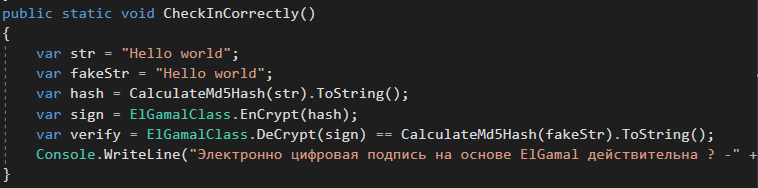 public static void CheckInCorrectly()
{
var str = "Hello world";
var fakeStr = "Hello world";
var hash = CalculateMd5Hash(str).ToString();
var sign = ElGamalClass.EnCrypt(hash);
var verify = ElGamalClass.DeCrypt(sign) == CalculateMd5Hash(fakeStr).ToString();
Console.WriteLine("Электронно цифровая подпись на основе ElGamal действительна ? -" +
}